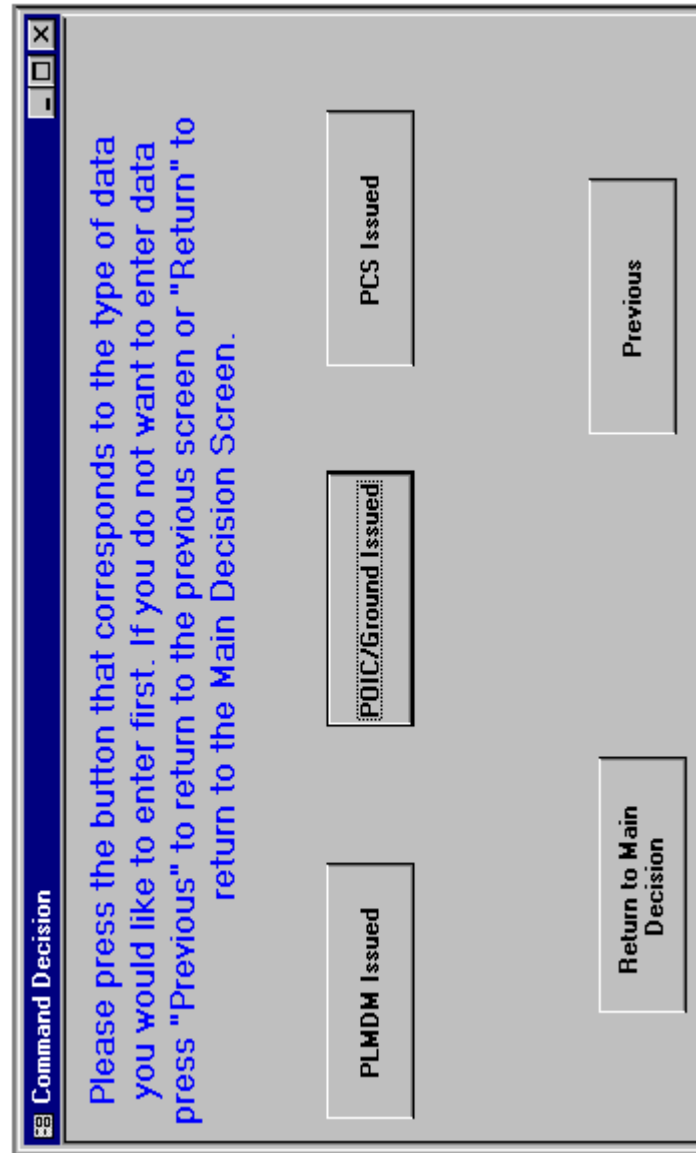 Command Decision
Please press the button that corresponds to the type of data
you would like to enter first. If you do not want to enter data
press "Previous" to return to the previous screen or "Return" to
return to the Main Decision Screen.
PLMDM Issued
POIC/Ground Issued
PCS Issued
Return to Main
Decision
Previous